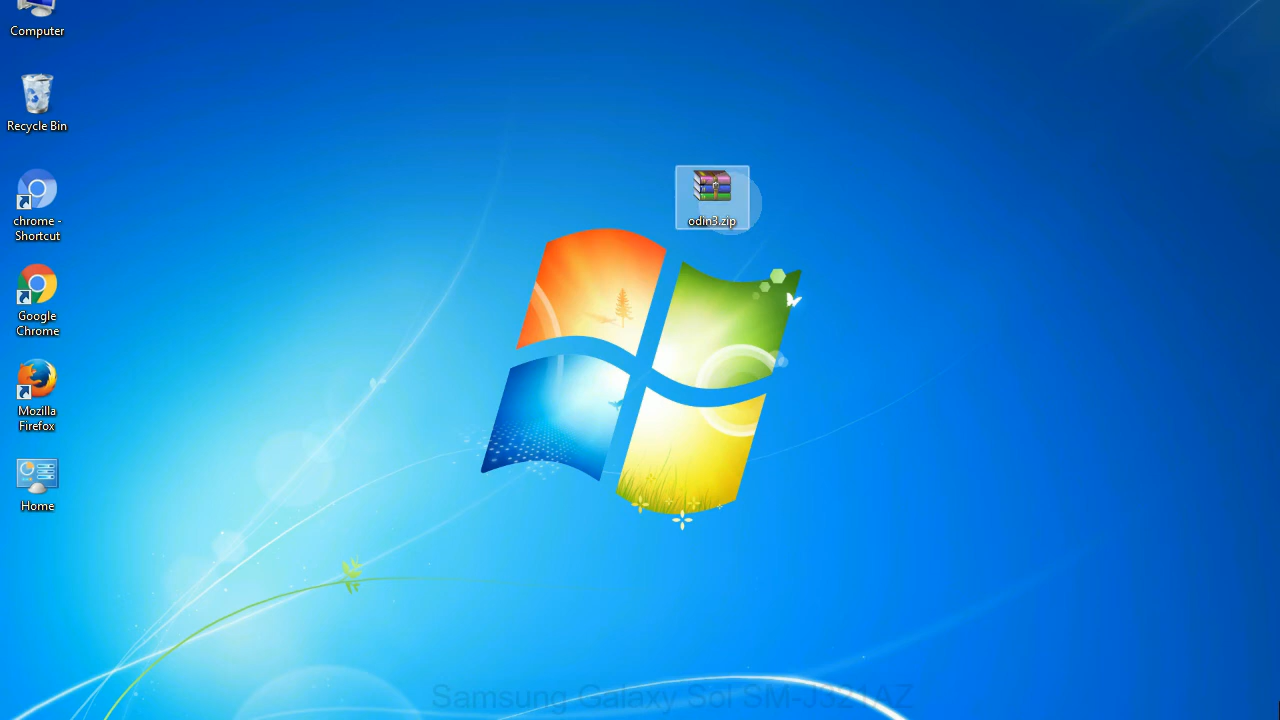 Computer
Recycle Bin
chrome -
Shortcut
Google
Chrome
Mozilla
Firefox
Home
odin3.zip
Samsung Galaxy Sol SM-J321AZ